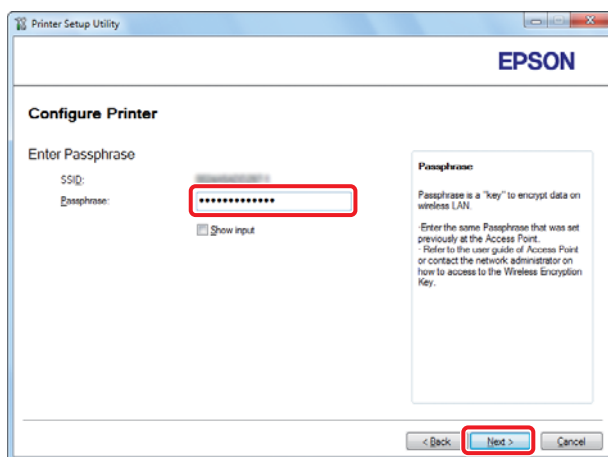 Printer Setup Utility
EPSON
Configure Printer
Enter Passphrase
SSID:
Passphrase:
•••••••••••••
Show input
Passphrase
Passphrase is a "key" to encrypt data on
wireless LAN.
·Enter the same Passphrase that was set
previously at the Access Point.
· Refer to the user guide of Access Point
or contact the network administrator on
how to access to the Wireless Encryption
Key.
< Back
Next >
Cancel